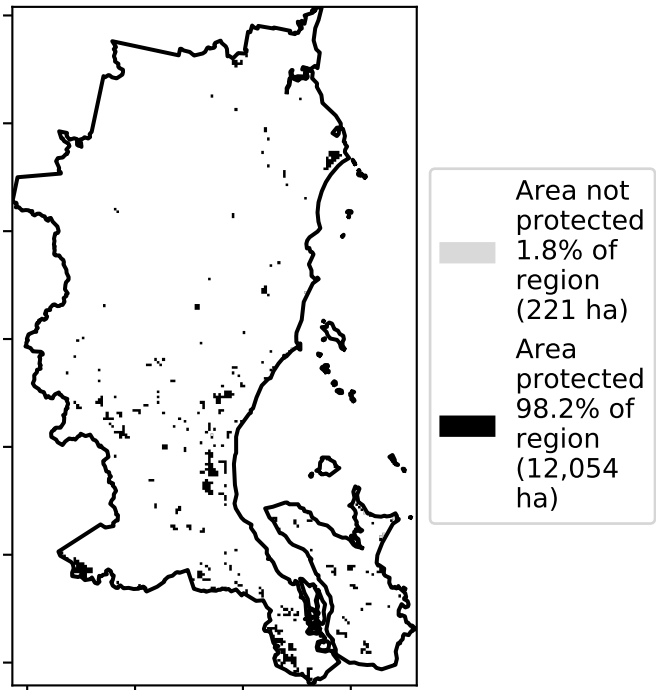 Area not
protected
1.8% of
region
(221 ha)
Area
protected
98.2% of
region
(12,054
ha)